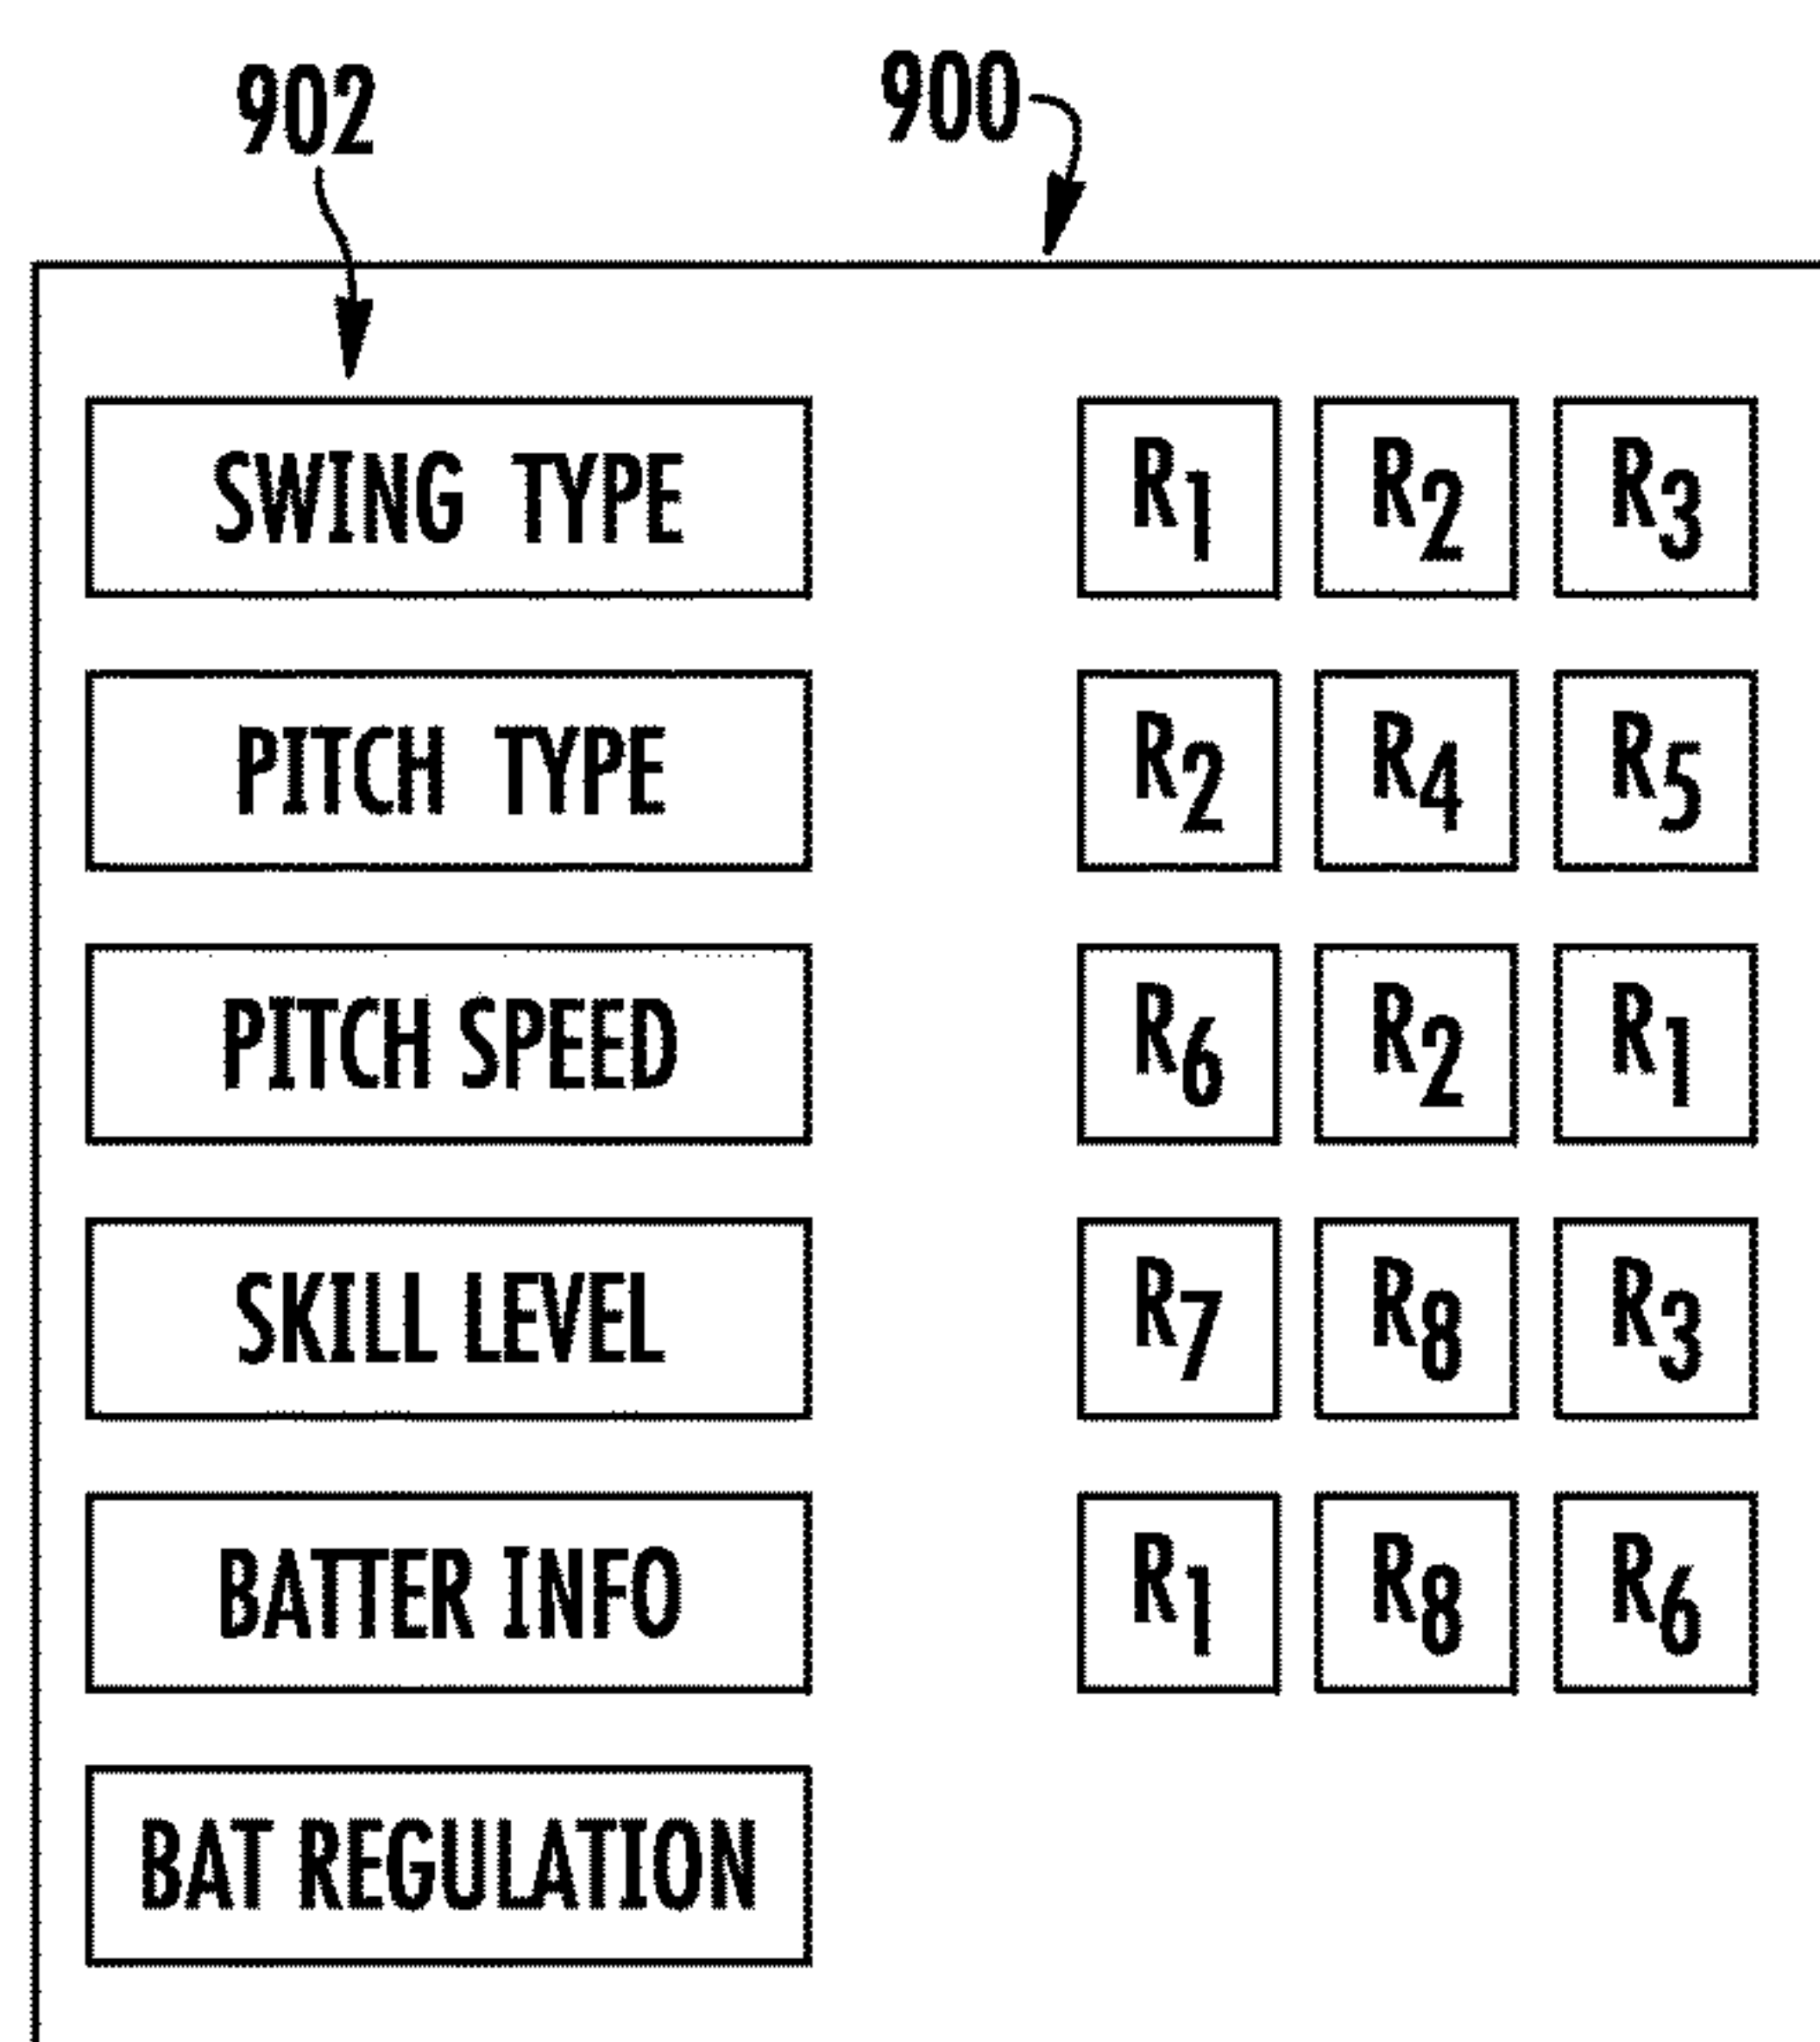 902 900
SWING TYPE R1 R2 R3
PITCH TYPE R2 R4 R5
PITCH SPEED R6 R2 R1
SKILL LEVEL R7 R8 R3
BATTER INFO R1 R8 R6
BAT REGULATION